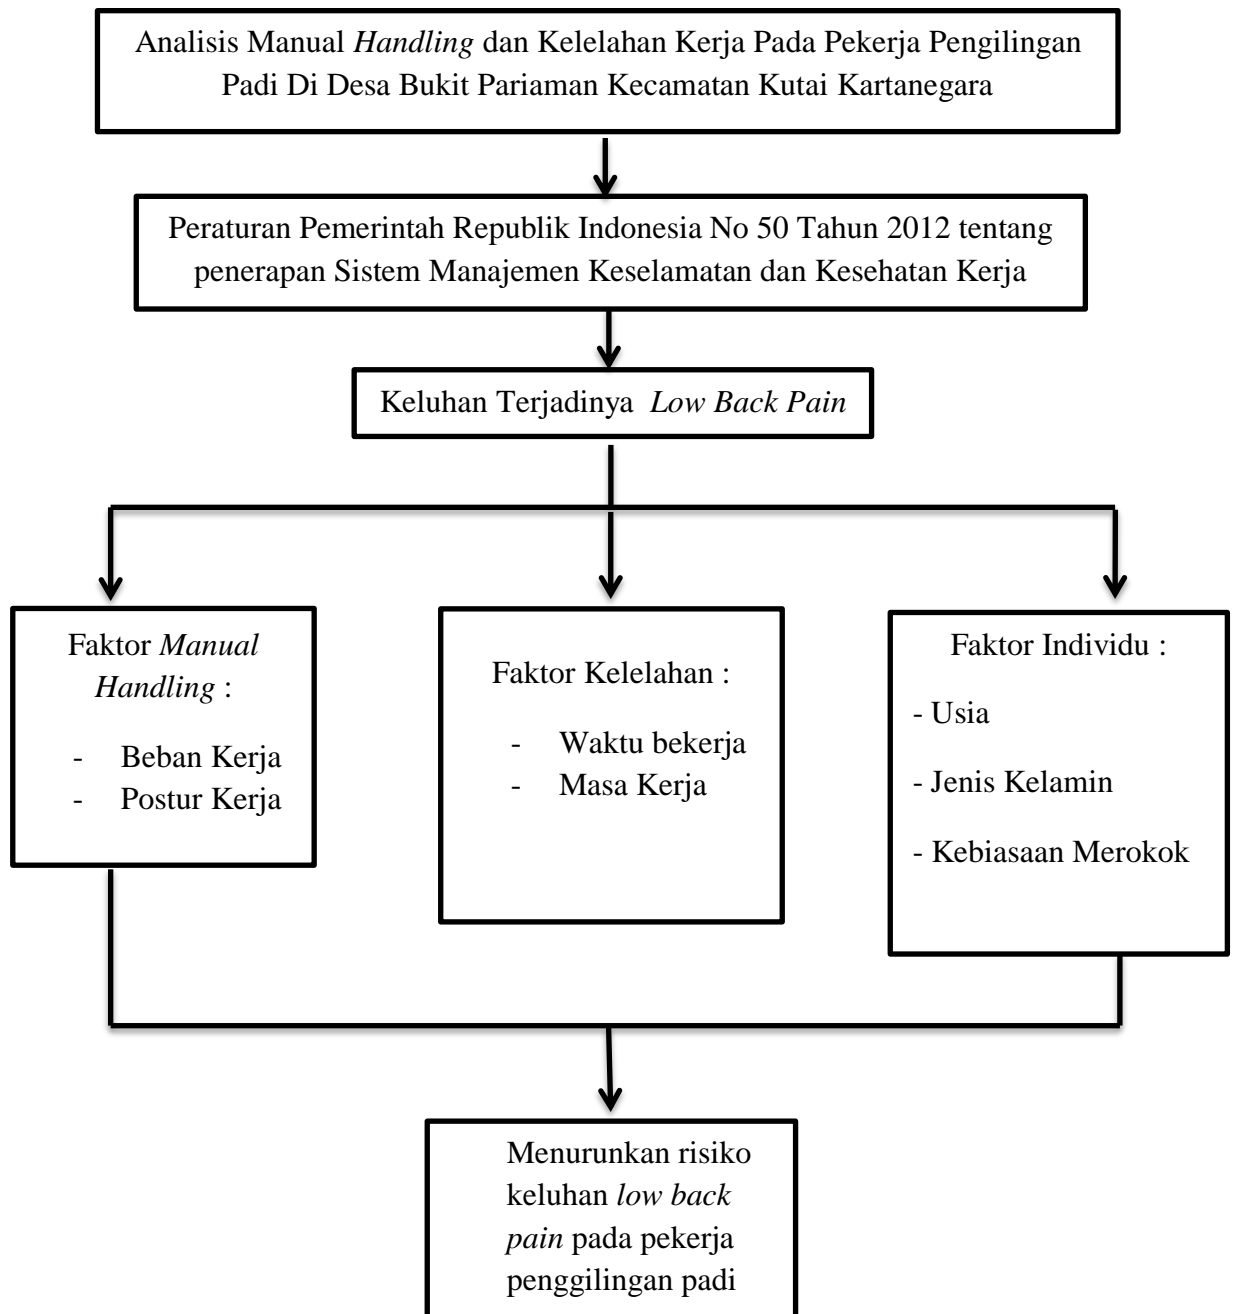 Analisis Manual Handling dan Kelelahan Kerja Pada Pekerja Pengilingan
Padi Di Desa Bukit Pariaman Kecamatan Kutai Kartanegara
Peraturan Pemerintah Republik Indonesia No 50 Tahun 2012 tentang
penerapan Sistem Manajemen Keselamatan dan Kesehatan Kerja
Keluhan Terjadinya Low Back Pain
Faktor Manual
Handling :
- Beban Kerja
- Postur Kerja
Faktor Kelelahan :
- Waktu bekerja
- Masa Kerja
Faktor Individu :
- Usia
- Jenis Kelamin
- Kebiasaan Merokok
Menurunkan risiko
keluhan low back
pain pada pekerja
penggilingan padi